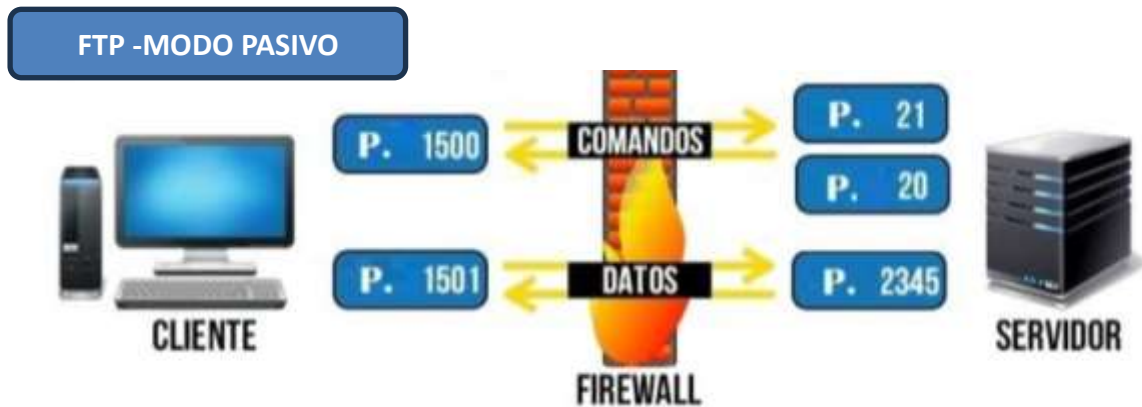 FTP -MODO PASIVO
P. 1500
COMANDOS
P. 21
P. 20
P. 1501
DATOS
P. 2345
CLIENTE
FIREWALL
SERVIDOR